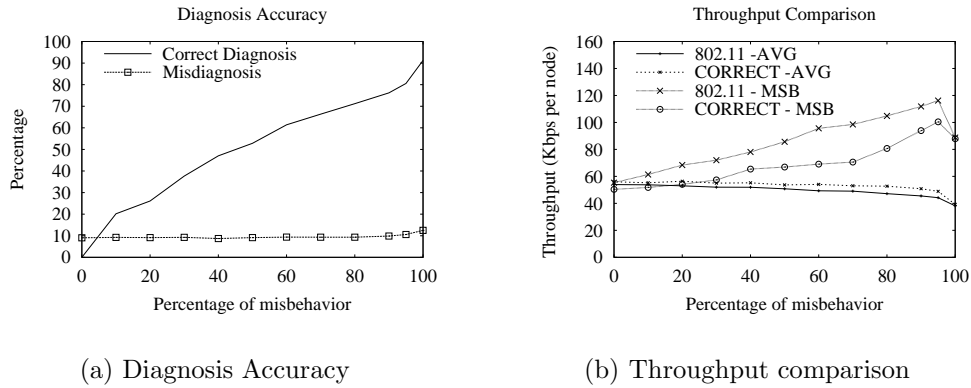 Diagnosis Accuracy
100
90
80
70
60
50
40
30
20
10
0
Percentage
Correct Diagnosis
Misdiagnosis
0 20 40 60 80 100
Percentage of misbehavior
(a) Diagnosis Accuracy
Throughput Comparison
160
140
120
100
80
60
40
20
0
Throughput (Kbps per node)
802.11 -AVG
CORRECT -AVG
802.11 - MSB
CORRECT - MSB
0 20 40 60 80 100
Percentage of misbehavior
(b) Throughput comparison